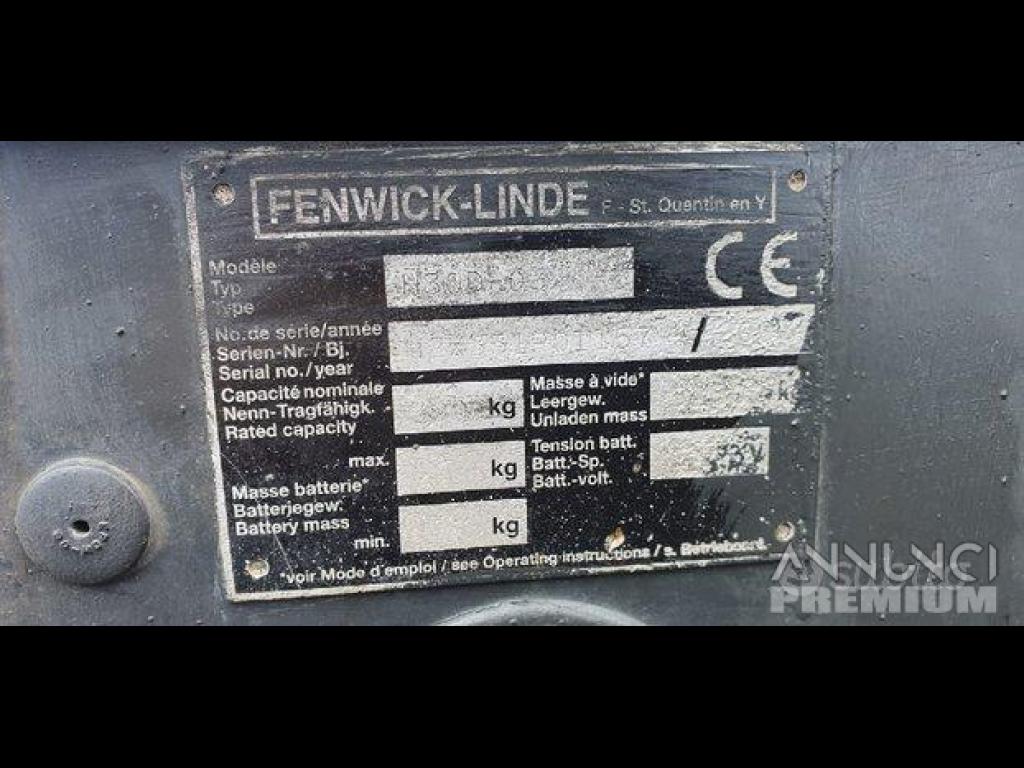 FENWICK-LINDE F - St. Quentin en Y
CE
Modèle
Typ
Type
No. de série/année
Serien-Nr. / Bj.
Serial no./year
/
Capacité nominale
Nenn-Tragfähigk.
Rated capacity
kg
Masse à vide*
Leergew.
Unladen mass
max.
kg
Tension batt.
Batt.-Sp.
Batt.-volt.
Masse batterie*
Batteriegew.
Battery mass
min.
kg
*voir Mode d'emploi / see Operating instructions / s. Betriebsanl.
ANNUNCI
PREMIUM